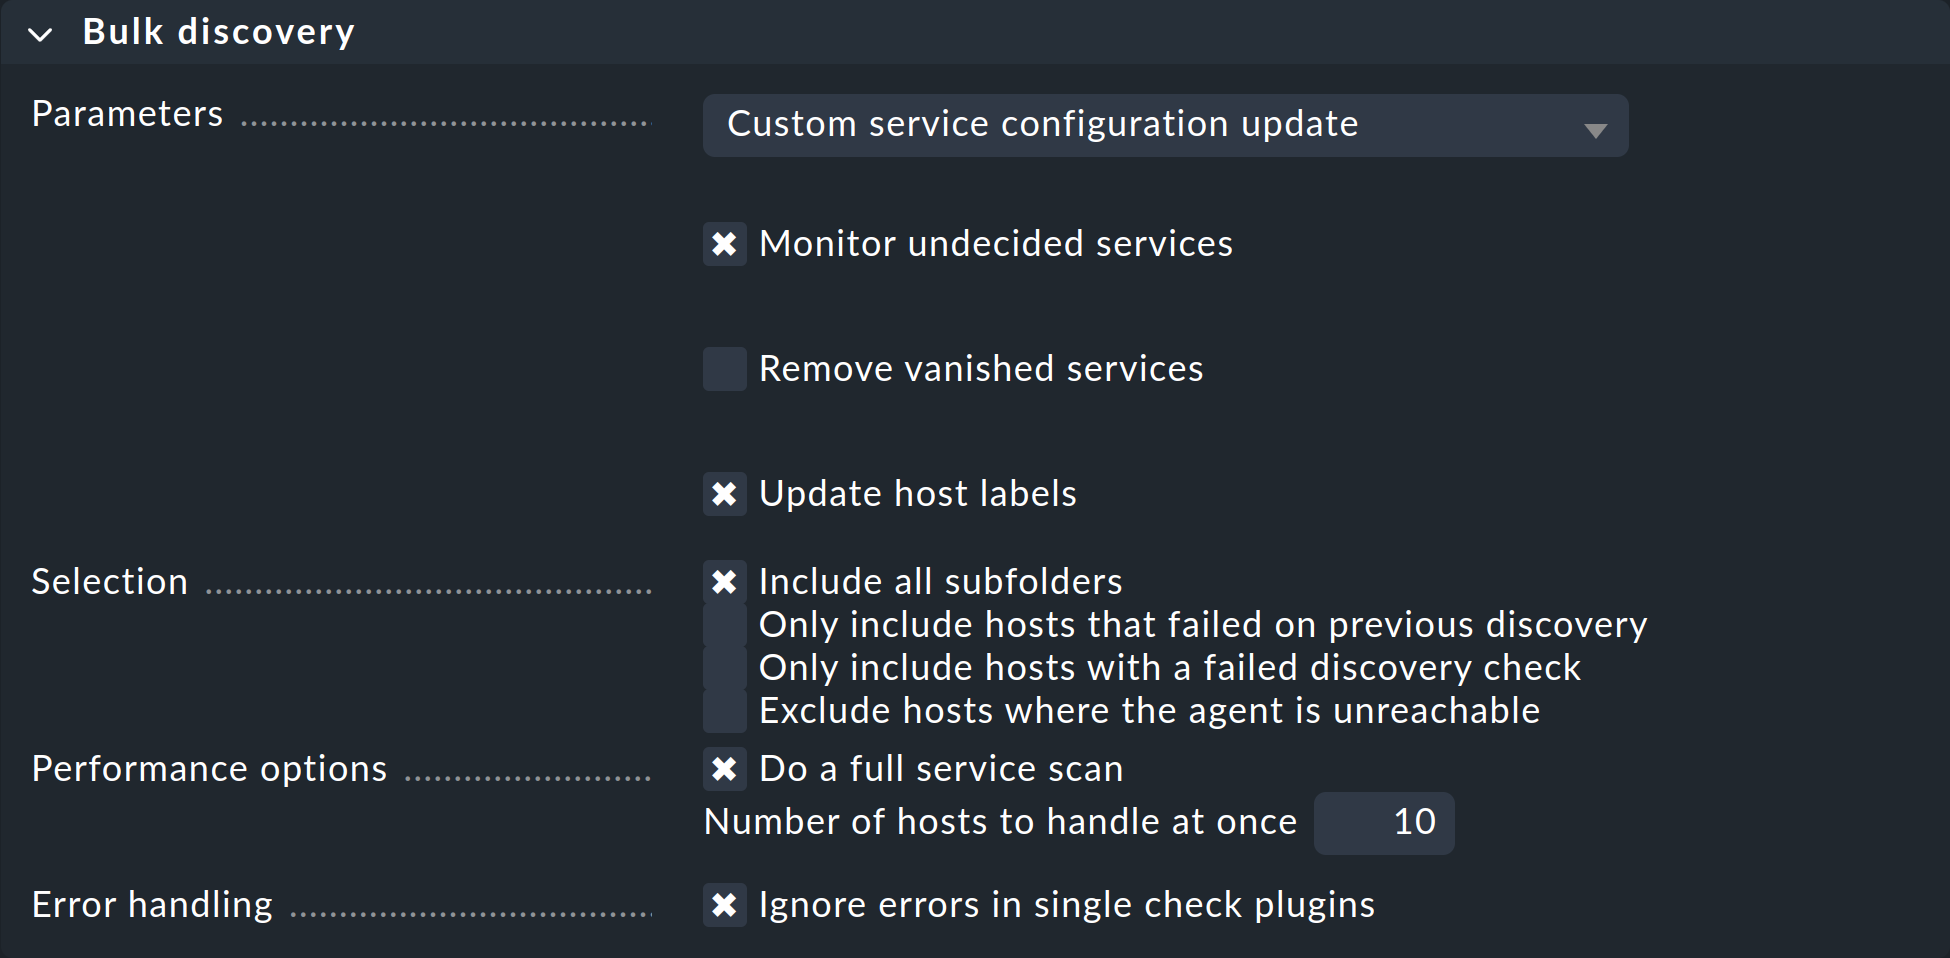 Bulk discovery
Parameters
Custom service configuration update
Monitor undecided services
Remove vanished services
Update host labels
Selection
Include all subfolders
Only include hosts that failed on previous discovery
Only include hosts with a failed discovery check
Exclude hosts where the agent is unreachable
Performance options
Do a full service scan
Number of hosts to handle at once 10
Error handling
Ignore errors in single check plugins